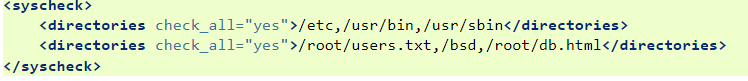 <syscheck>
    <directories check_all="yes">/etc,/usr/bin,/usr/sbin</directories>
    <directories check_all="yes">/root/users.txt,/bsd,/root/db.html</directories>
</syscheck>